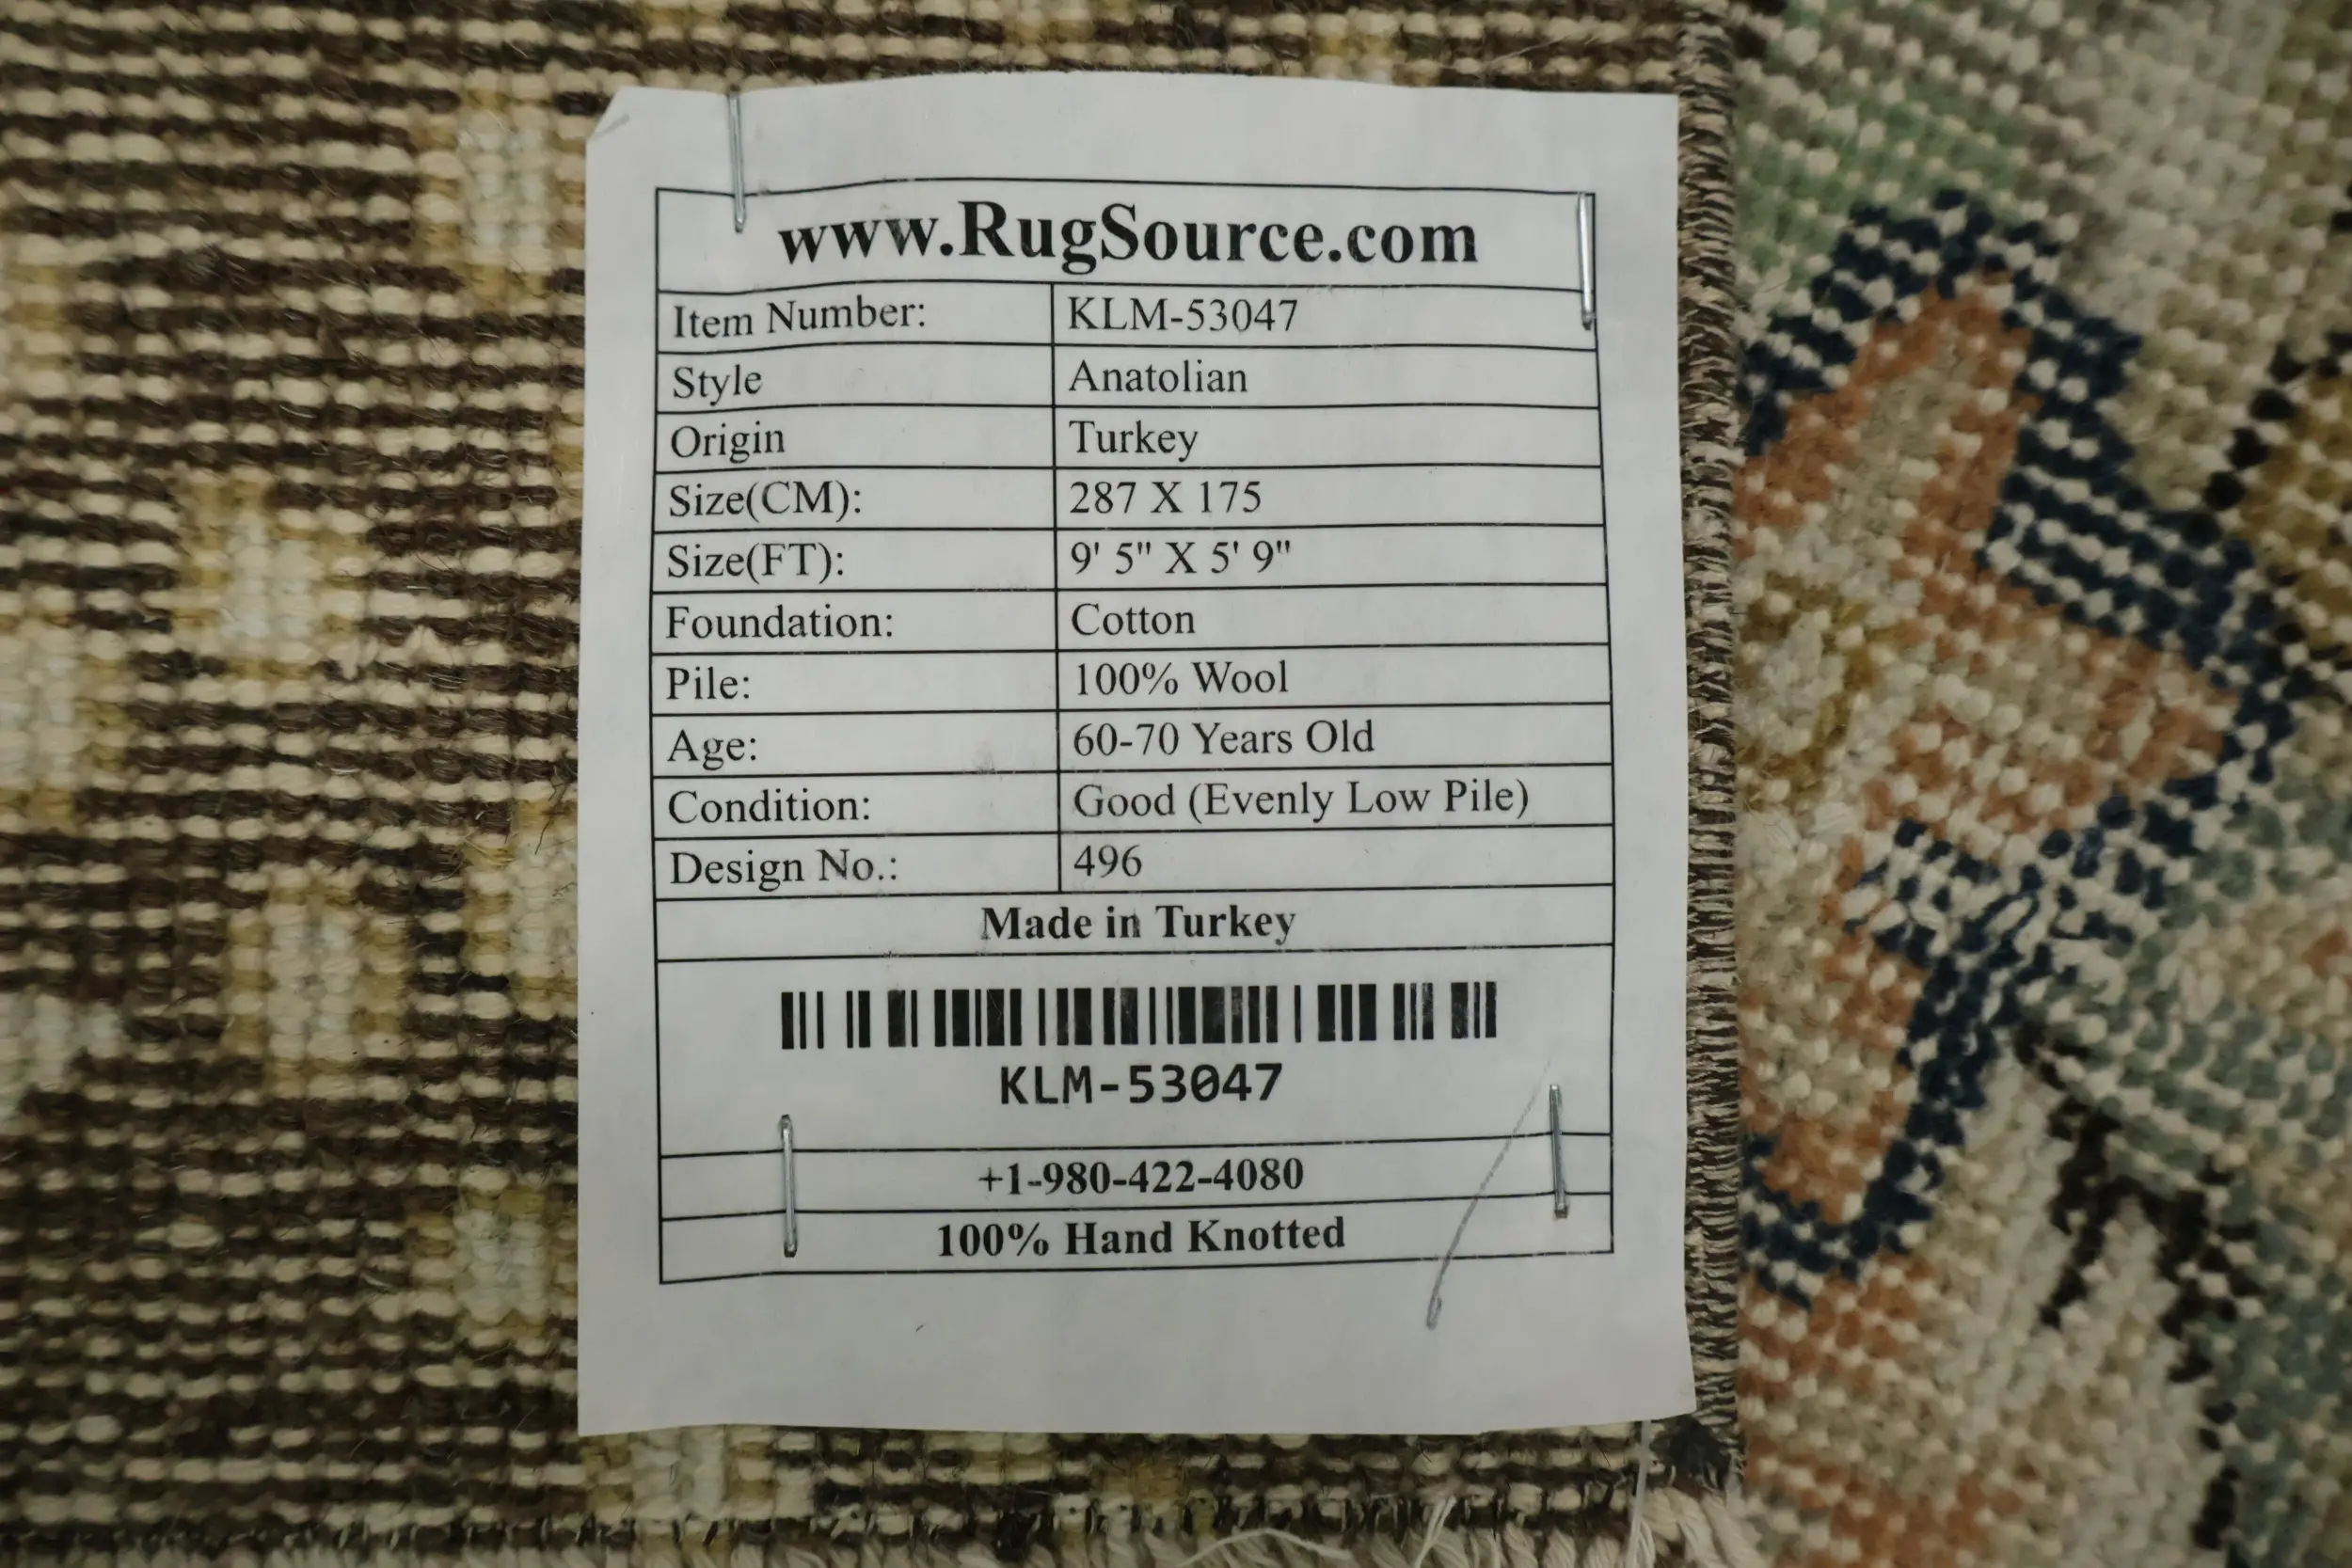 www.RugSource.com
Item Number: KLM-53047
Style Anatolian
Origin Turkey
Size(CM): 287 X 175
Size(FT): 9' 5" X 5' 9"
Foundation: Cotton
Pile: 100% Wool
Age: 60-70 Years Old
Condition: Good (Evenly Low Pile)
Design No.: 496
Made in Turkey
KLM-53047
+1-980-422-4080
100% Hand Knotted